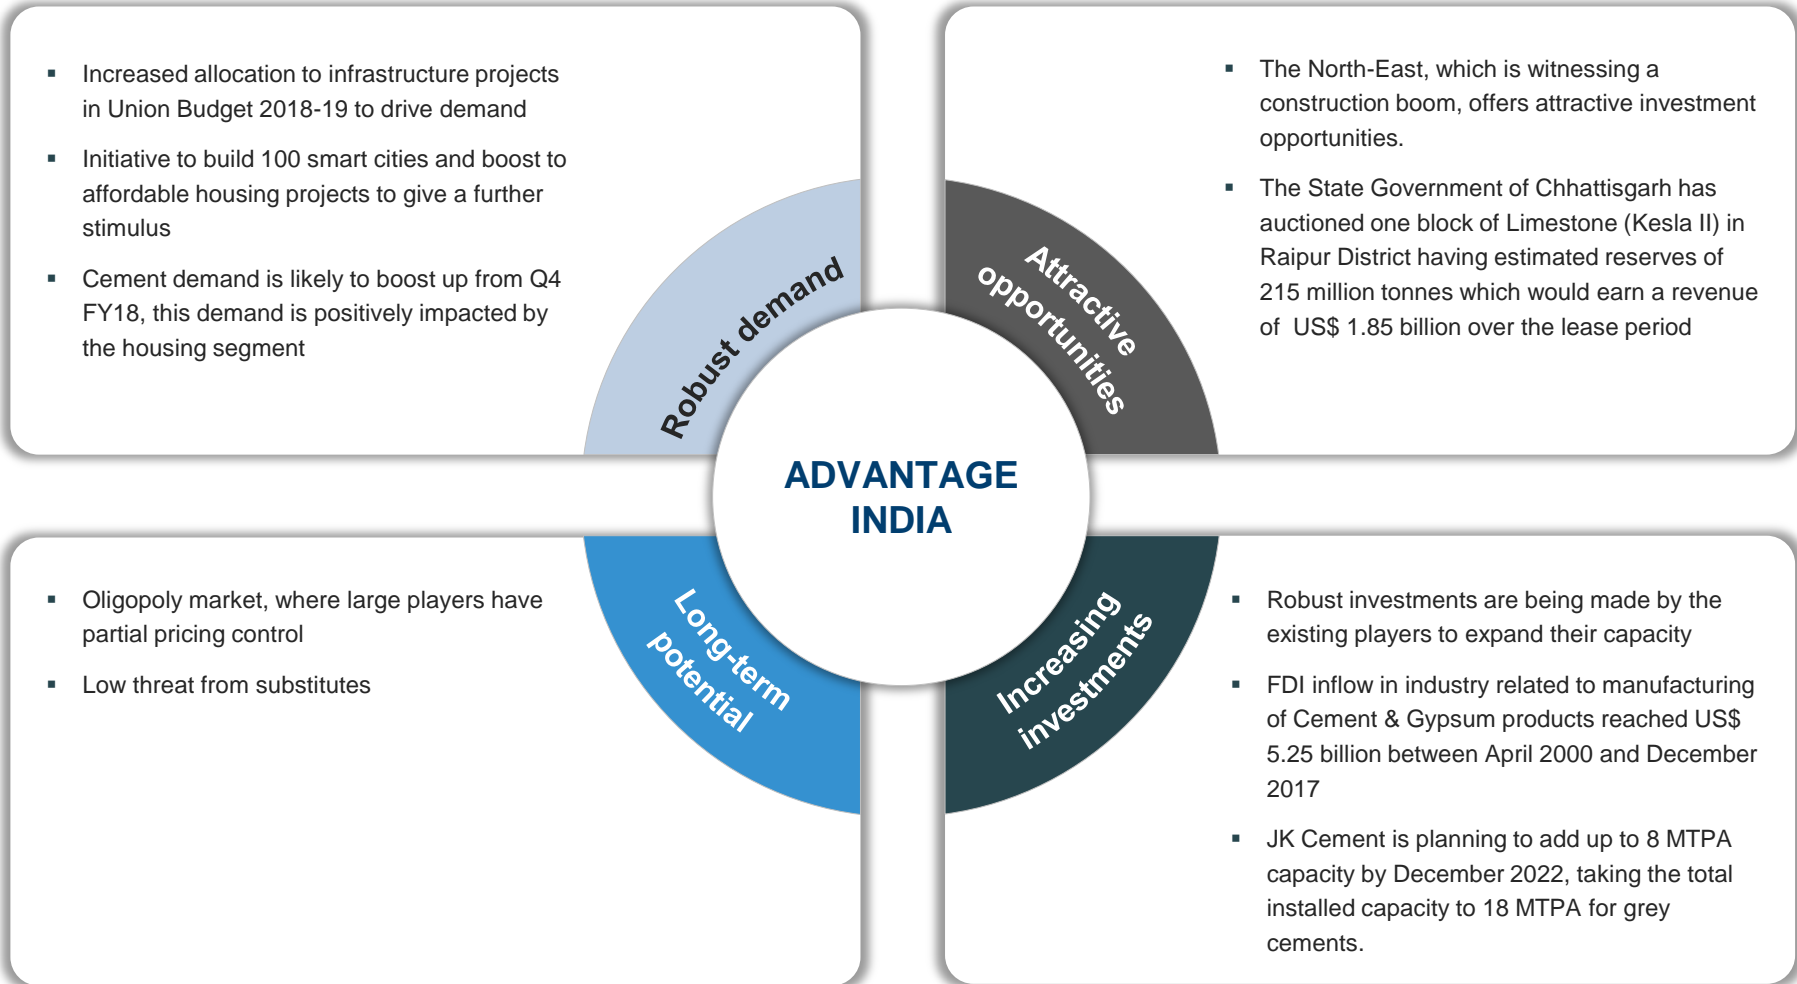 ▪ Increased allocation to infrastructure projects
in Union Budget 2018-19 to drive demand
▪ Initiative to build 100 smart cities and boost to
affordable housing projects to give a further
stimulus
▪ Cement demand is likely to boost up from Q4
FY18, this demand is positively impacted by
the housing segment
Robust demand
▪ The North-East, which is witnessing a
construction boom, offers attractive investment
opportunities.
▪ The State Government of Chhattisgarh has
auctioned one block of Limestone (Kesla II) in
Raipur District having estimated reserves of
215 million tonnes which would earn a revenue
of  US$ 1.85 billion over the lease period
Attractive
opportunities
ADVANTAGE
INDIA
▪ Oligopoly market, where large players have
partial pricing control
▪ Low threat from substitutes
Long-term
potential
Increasing
investments
▪ Robust investments are being made by the
existing players to expand their capacity
▪ FDI inflow in industry related to manufacturing
of Cement & Gypsum products reached US$
5.25 billion between April 2000 and December
2017
▪ JK Cement is planning to add up to 8 MTPA
capacity by December 2022, taking the total
installed capacity to 18 MTPA for grey
cements.